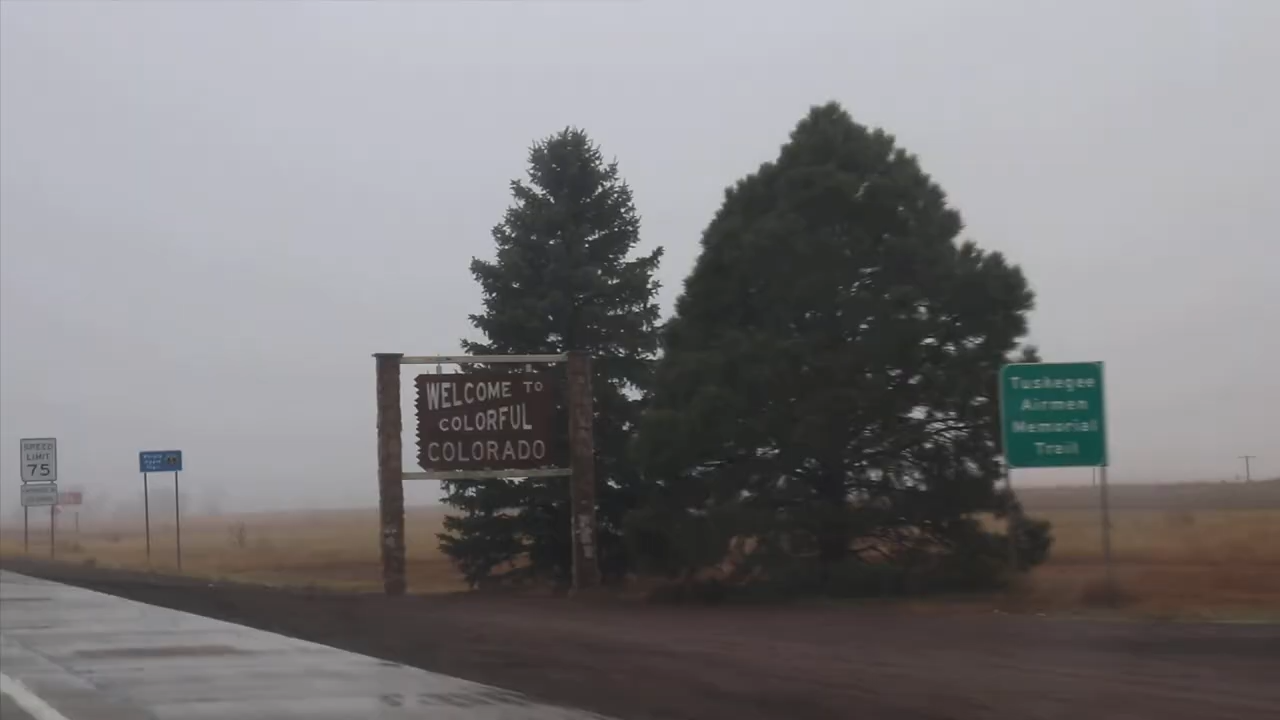 SPEED
LIMIT
75
WELCOME TO
COLORFUL
COLORADO
Tuskegee
Airmen
Memorial
Trail